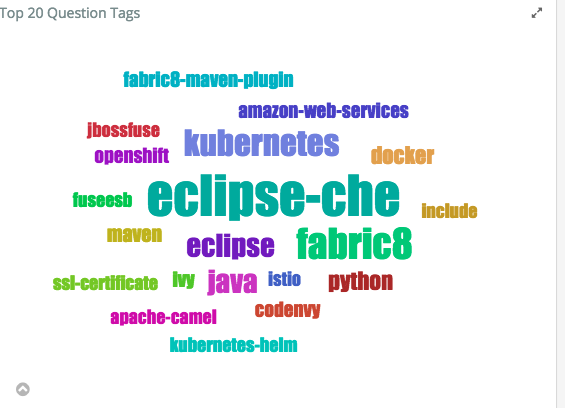 Top 20 Question Tags
fabric8-maven-plugin
amazon-web-services
jbossfuse
kubernetes
openshift
docker
eclipse-che
fuseesb
include
maven
eclipse
fabric8
ssl-certificate
ivy
java
istio
python
apache-camel
codenvy
kubernetes-helm